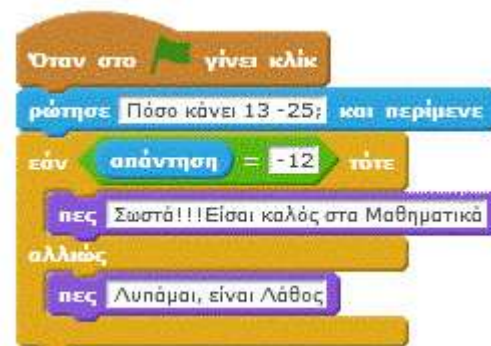 Όταν στο γίνει κλίκ
ρώτησε Πόσο κάνει 13 -25; και περίμενε
εάν απάντηση = -12 τότε
πες Σωστά!!!Είσαι καλός στα Μαθηματικά
αλλιώς
πες Λυπάμαι, είναι Λάθος